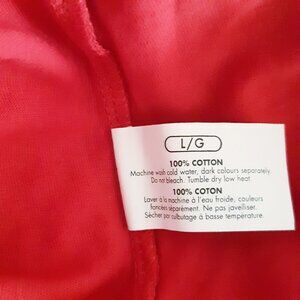 L/G
100% COTTON
Machine wash cold water, dark colours separately.
Do not bleach. Tumble dry low heat.
100% COTON
Laver à la machine à l'eau froide, couleurs
foncées séparément. Ne pas javelliser.
Sécher par culbutage à basse température.